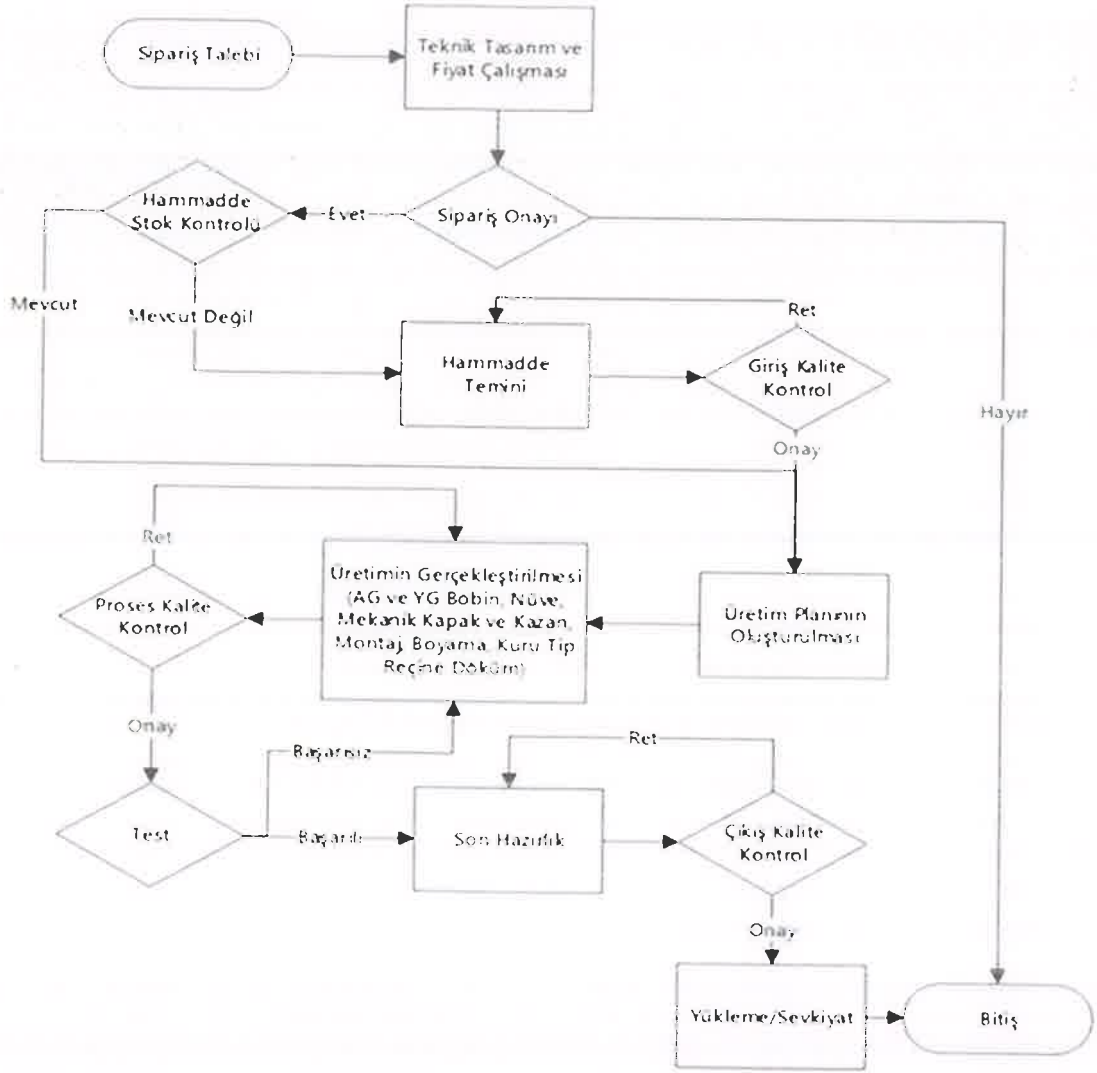 Sipariş Talebi
Teknik Tasarım ve
Fiyat Çalışması
Hammadde
Stok Kontrolü
Evet
Sipariş Onayı
Mevcut
Mevcut Değil
Ret
Hammadde
Temini
Giriş Kalite
Kontrol
Hayır
Onay
Ret
Üretimin Gerçekleştirilmesi
(AG ve YG Bobin, Nüve,
Mekanik Kapak ve Kazan,
Montaj, Boyama, Kuru Tip
Reçine Döküm)
Proses Kalite
Kontrol
Üretim Planının
Oluşturulması
Onay
Başarısız
Ret
Test
Başarılı
Son Hazırlık
Çıkış Kalite
Kontrol
Onay
Yükleme/Sevkiyat
Bitiş